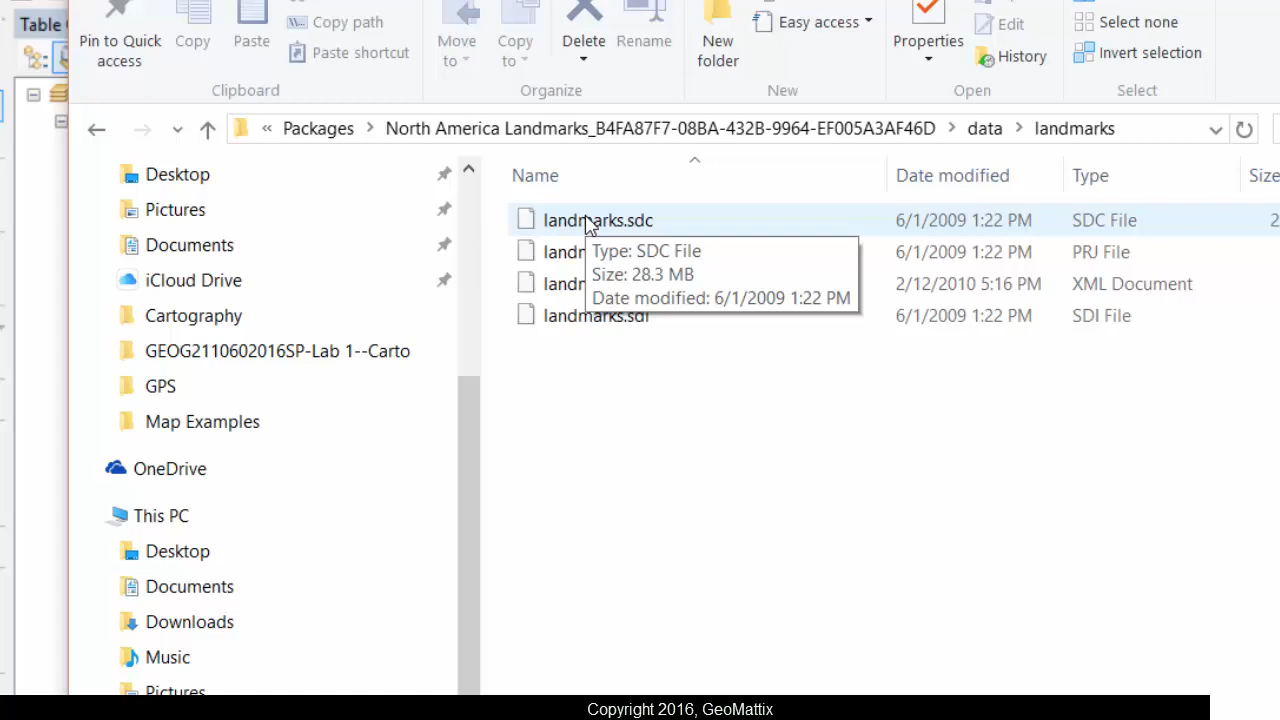 Table
Pin to Quick access
Copy
Paste
Copy path
Paste shortcut
Clipboard
Move to
Copy to
Delete
Rename
Organize
New folder
Easy access
New
Properties
Edit
History
Open
Select none
Invert selection
Select
« Packages > North America Landmarks_B4FA87F7-08BA-432B-9964-EF005A3AF46D > data > landmarks
Name Date modified Type Size
landmarks.sdc 6/1/2009 1:22 PM SDC File 2
6/1/2009 1:22 PM PRJ File
2/12/2010 5:16 PM XML Document
landmarks.sdi 6/1/2009 1:22 PM SDI File
Type: SDC File
Size: 28.3 MB
Date modified: 6/1/2009 1:22 PM
Desktop
Pictures
Documents
iCloud Drive
Cartography
GEOG2110602016SP-Lab 1--Carto
GPS
Map Examples
OneDrive
This PC
Desktop
Documents
Downloads
Music
Pictures
Copyright 2016, GeoMattix